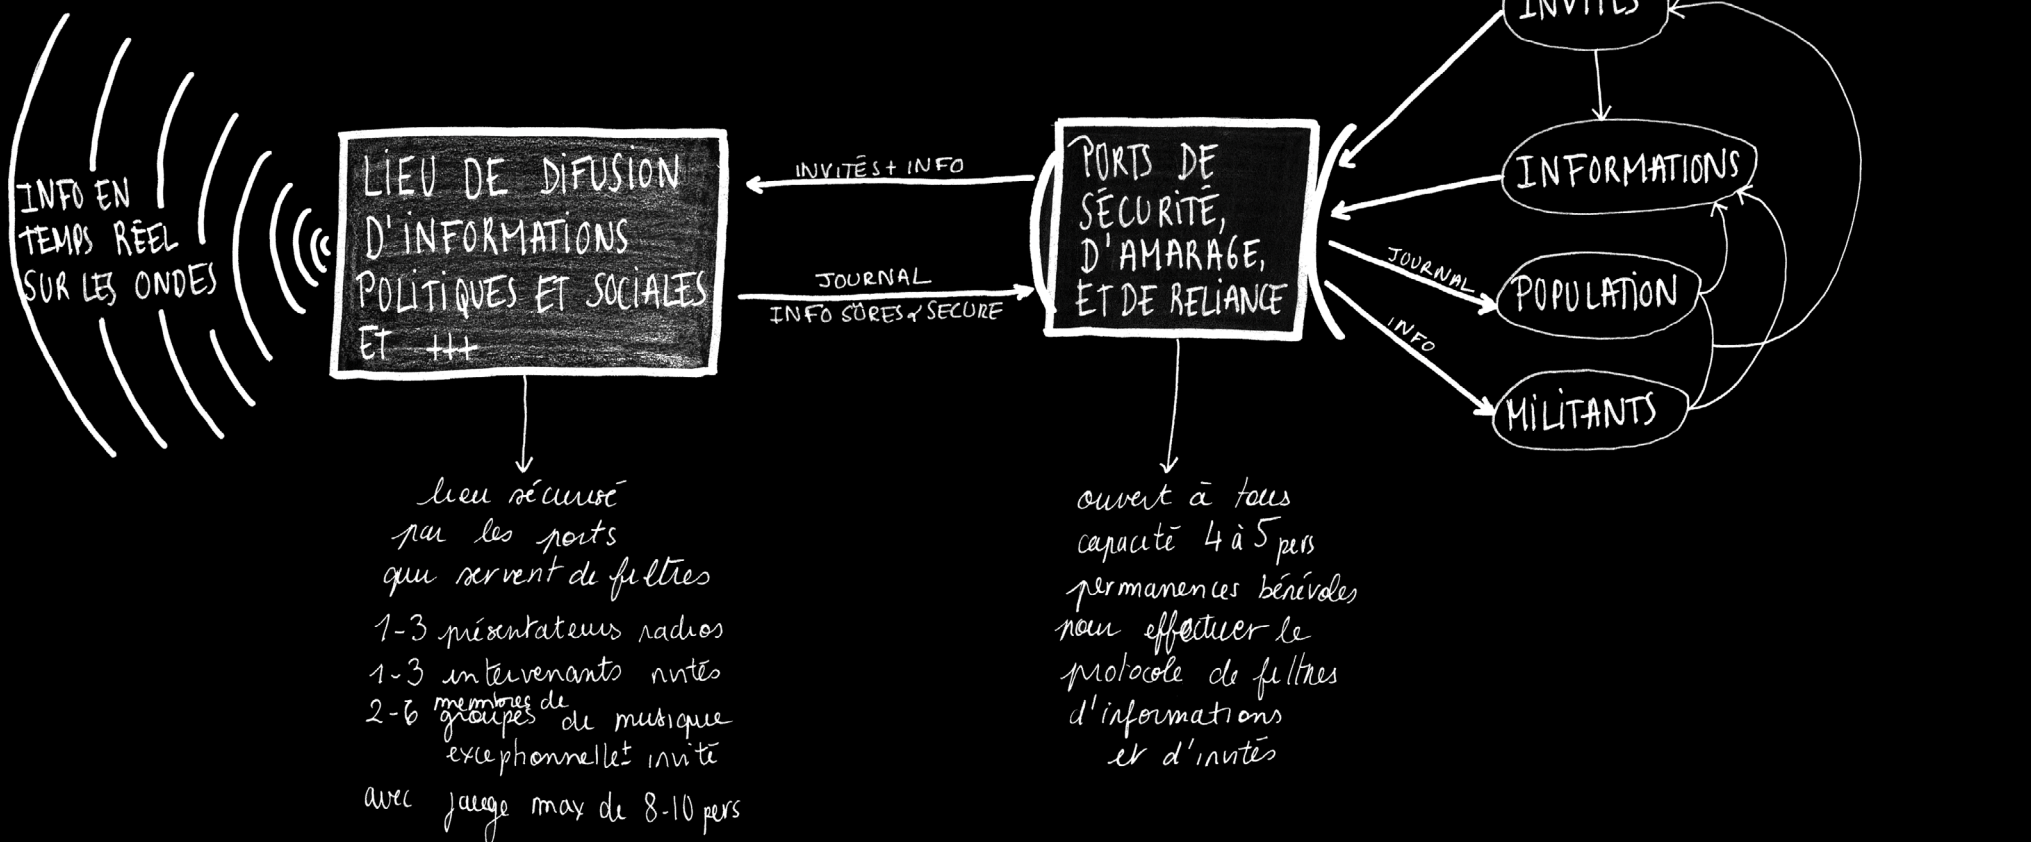 INVITÉS
INFO EN
TEMPS RÉEL
SUR LES ONDES
LIEU DE DIFUSION
D'INFORMATIONS
POLITIQUES ET SOCIALES
ET +++
INVITÉS + INFO
JOURNAL
INFO SÛRES & SECURE
PORTS DE
SÉCURITÉ,
D'AMARAGE,
ET DE RELIANCE
INFORMATIONS
JOURNAL
POPULATION
INFO
MILITANTS
lieu sécurisé
par les ports
qui servent de filtres
1-3 présentateurs radios
1-3 intervenants invités
2-6 membres de
groupes de musique
exceptionnellet invité
avec jauge max de 8-10 pers
ouvert à tous
capacité 4 à 5 pers
permanences bénévoles
pour effectuer le
protocole de filtres
d'informations
et d'invités